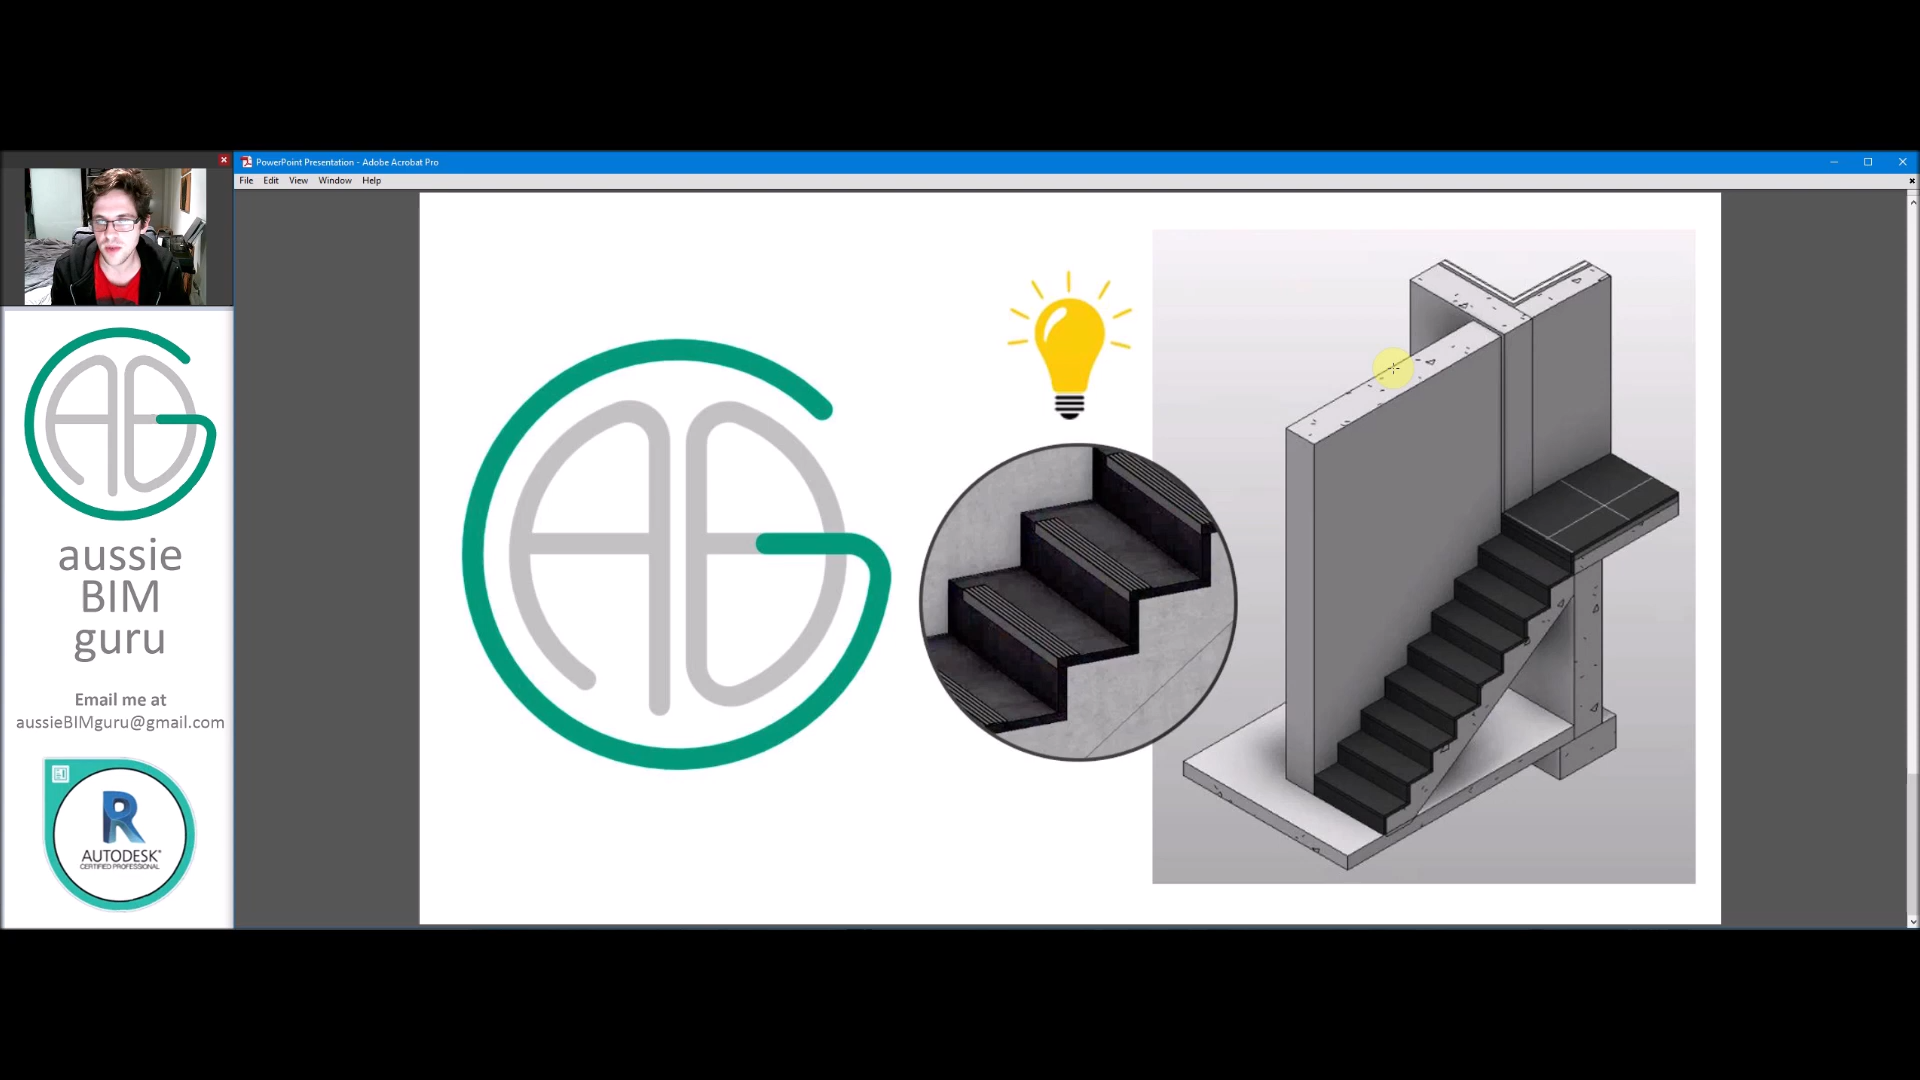 PowerPoint Presentation - Adobe Acrobat Pro
File Edit View Window Help
aussie
BIM
guru
Email me at
aussieBIMguru@gmail.com
R
AUTODESK®
CERTIFIED PROFESSIONAL